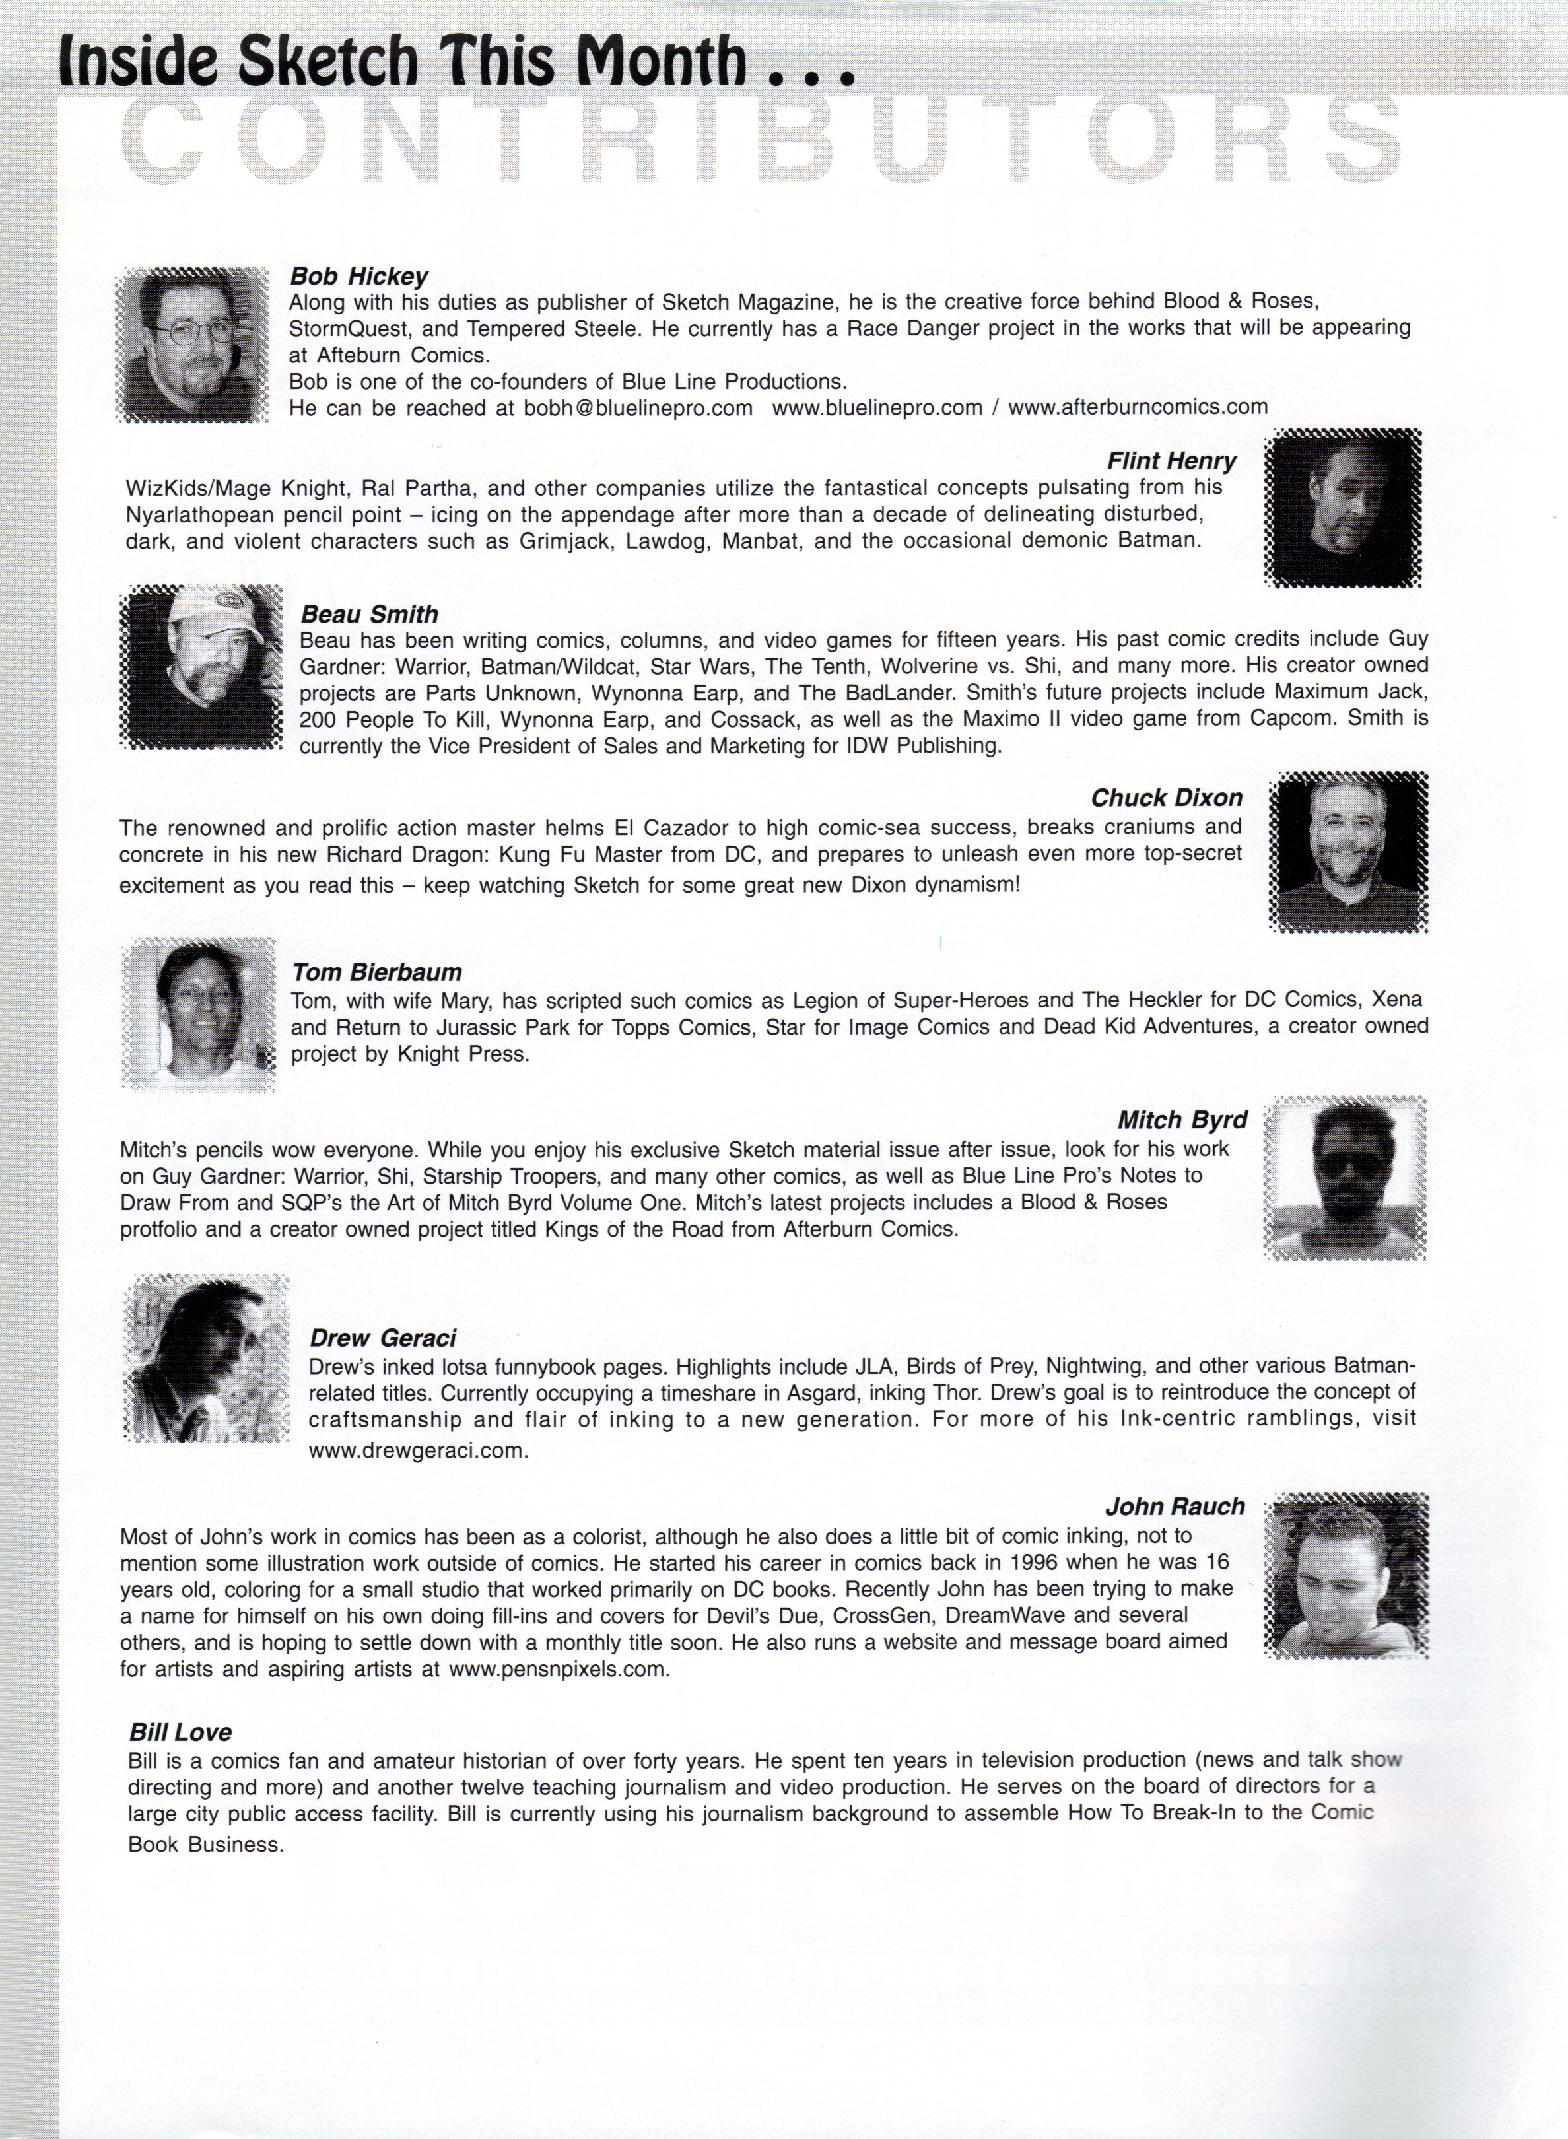 Inside Sketch This Month . . .
CONTRIBUTORS
Bob Hickey
Along with his duties as publisher of Sketch Magazine, he is the creative force behind Blood & Roses,
StormQuest, and Tempered Steele. He currently has a Race Danger project in the works that will be appearing
at Afteburn Comics.
Bob is one of the co-founders of Blue Line Productions.
He can be reached at bobh@bluelinepro.com www.bluelinepro.com / www.afterburncomics.com
Flint Henry
WizKids/Mage Knight, Ral Partha, and other companies utilize the fantastical concepts pulsating from his
Nyarlathopean pencil point – icing on the appendage after more than a decade of delineating disturbed,
dark, and violent characters such as Grimjack, Lawdog, Manbat, and the occasional demonic Batman.
Beau Smith
Beau has been writing comics, columns, and video games for fifteen years. His past comic credits include Guy
Gardner: Warrior, Batman/Wildcat, Star Wars, The Tenth, Wolverine vs. Shi, and many more. His creator owned
projects are Parts Unknown, Wynonna Earp, and The BadLander. Smith's future projects include Maximum Jack,
200 People To Kill, Wynonna Earp, and Cossack, as well as the Maximo II video game from Capcom. Smith is
currently the Vice President of Sales and Marketing for IDW Publishing.
Chuck Dixon
The renowned and prolific action master helms El Cazador to high comic-sea success, breaks craniums and
concrete in his new Richard Dragon: Kung Fu Master from DC, and prepares to unleash even more top-secret
excitement as you read this – keep watching Sketch for some great new Dixon dynamism!
Tom Bierbaum
Tom, with wife Mary, has scripted such comics as Legion of Super-Heroes and The Heckler for DC Comics, Xena
and Return to Jurassic Park for Topps Comics, Star for Image Comics and Dead Kid Adventures, a creator owned
project by Knight Press.
Mitch Byrd
Mitch's pencils wow everyone. While you enjoy his exclusive Sketch material issue after issue, look for his work
on Guy Gardner: Warrior, Shi, Starship Troopers, and many other comics, as well as Blue Line Pro's Notes to
Draw From and SQP's the Art of Mitch Byrd Volume One. Mitch's latest projects includes a Blood & Roses
protfolio and a creator owned project titled Kings of the Road from Afterburn Comics.
Drew Geraci
Drew's inked lotsa funnybook pages. Highlights include JLA, Birds of Prey, Nightwing, and other various Batman-
related titles. Currently occupying a timeshare in Asgard, inking Thor. Drew's goal is to reintroduce the concept of
craftsmanship and flair of inking to a new generation. For more of his Ink-centric ramblings, visit
www.drewgeraci.com.
John Rauch
Most of John's work in comics has been as a colorist, although he also does a little bit of comic inking, not to
mention some illustration work outside of comics. He started his career in comics back in 1996 when he was 16
years old, coloring for a small studio that worked primarily on DC books. Recently John has been trying to make
a name for himself on his own doing fill-ins and covers for Devil's Due, CrossGen, DreamWave and several
others, and is hoping to settle down with a monthly title soon. He also runs a website and message board aimed
for artists and aspiring artists at www.pensnpixels.com.
Bill Love
Bill is a comics fan and amateur historian of over forty years. He spent ten years in television production (news and talk show
directing and more) and another twelve teaching journalism and video production. He serves on the board of directors for a
large city public access facility. Bill is currently using his journalism background to assemble How To Break-In to the Comic
Book Business.